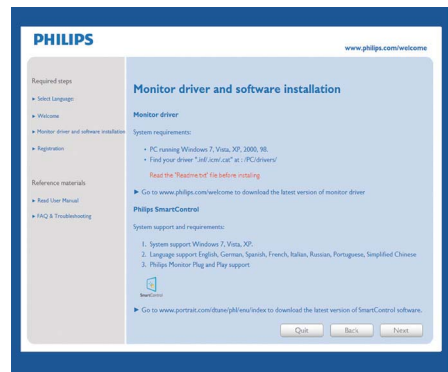 PHILIPS
www.philips.com/welcome
Required steps
▸ Select Language:
▸ Welcome
▸ Monitor driver and software installation
▸ Registration
Reference materials
▸ Read User Manual
▸ FAQ & Troubleshooting
Monitor driver and software installation
Monitor driver
System requirements:
• PC running Windows 7, Vista, XP, 2000, 98.
• Find your driver ".inf/.icm/.cat" at : /PC/drivers/
Read the "Readme.txt" file before installing
▶ Go to www.philips.com/welcome to download the latest version of monitor driver
Philips SmartControl
System support and requirements:
1. System support Windows 7, Vista, XP.
2. Language support English, German, Spanish, French, Italian, Russian, Portuguese, Simplified Chinese
3. Philips Monitor Plug and Play support
SmartControl
▶ Go to www.portrait.com/dtune/phl/enu/index to download the latest version of SmartControl software.
Quit Back Next